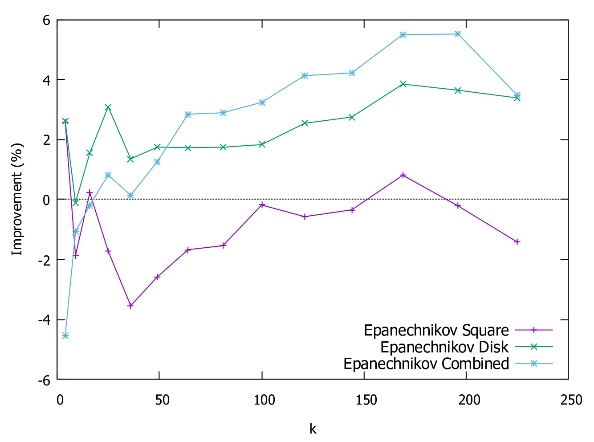 6
4
2
0
-2
-4
-6
Improvement (%)
Epanechnikov Square
Epanechnikov Disk
Epanechnikov Combined
0 50 100 150 200 250
k